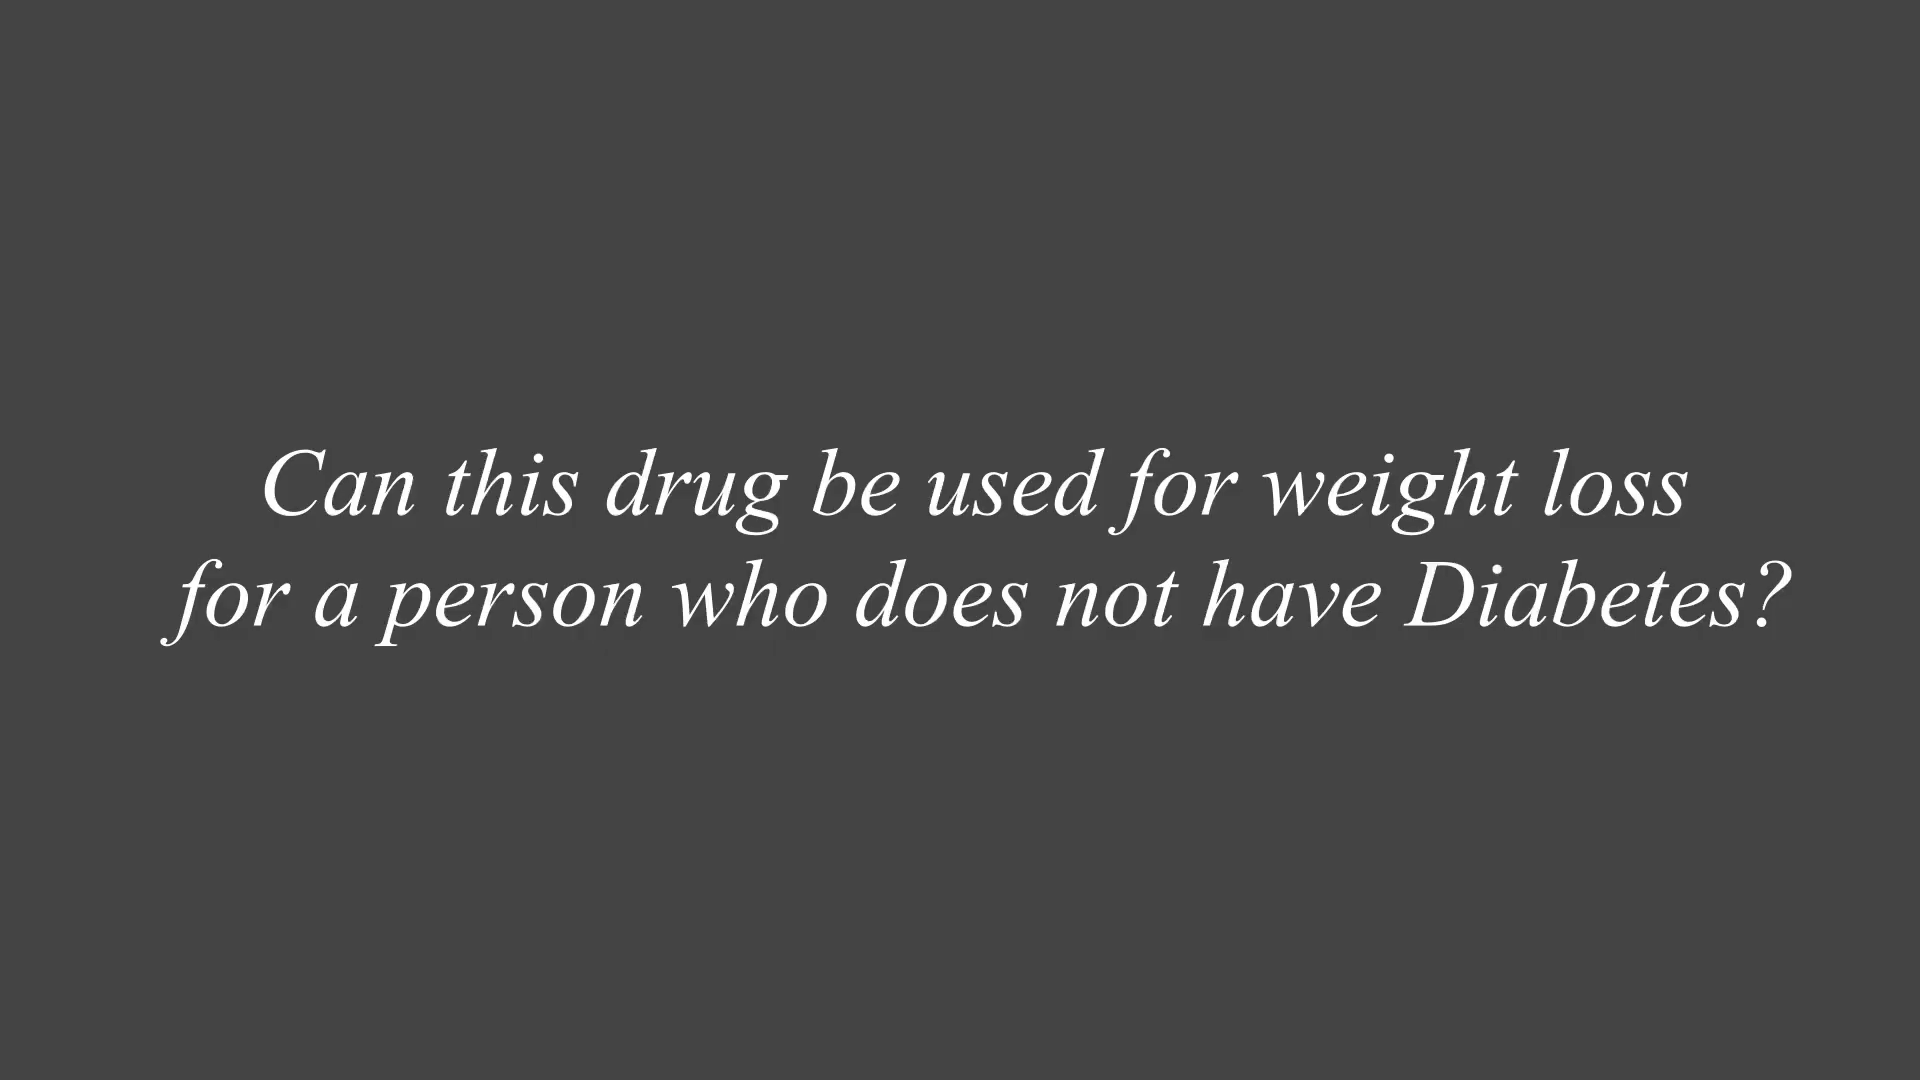 Can this drug be used for weight loss
for a person who does not have Diabetes?